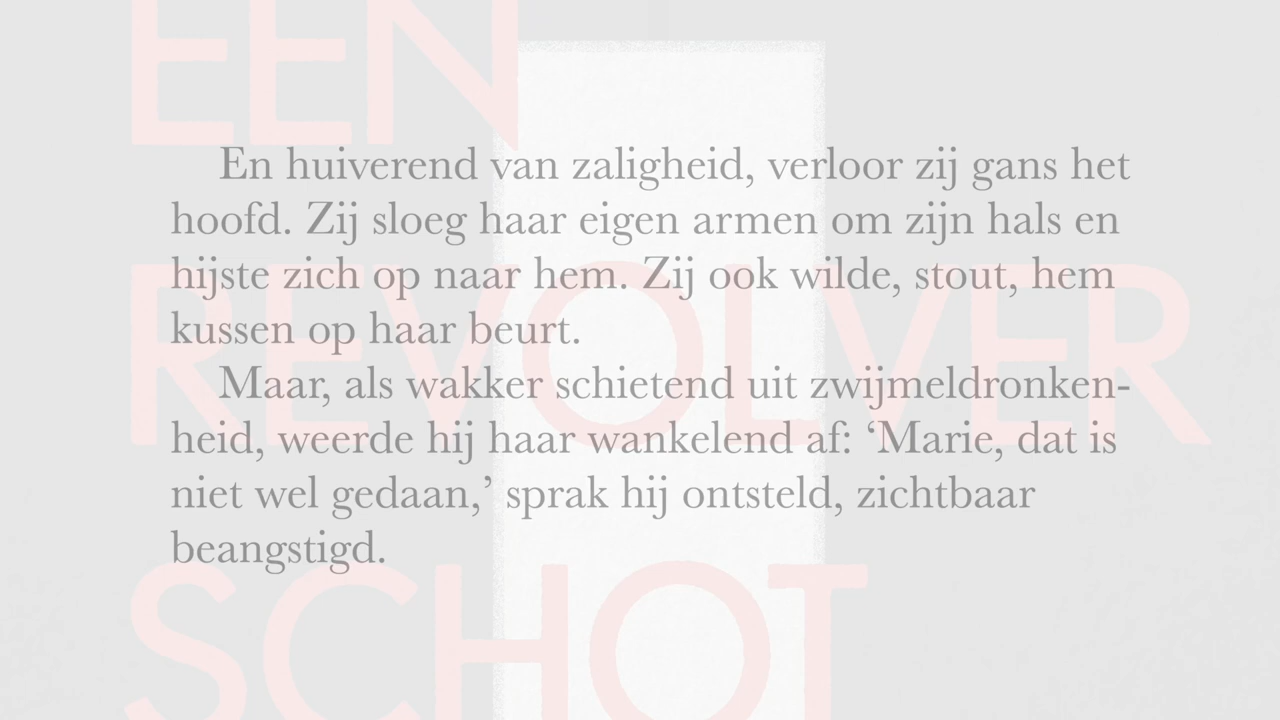 EEN
En huiverend van zaligheid, verloor zij gans het
hoofd. Zij sloeg haar eigen armen om zijn hals en
hijste zich op naar hem. Zij ook wilde, stout, hem
REVOLVER
kussen op haar beurt.
Maar, als wakker schietend uit zwijmeldronken-
heid, weerde hij haar wankelend af: ‘Marie, dat is
niet wel gedaan,’ sprak hij ontsteld, zichtbaar
beangstigd.
SCHOT